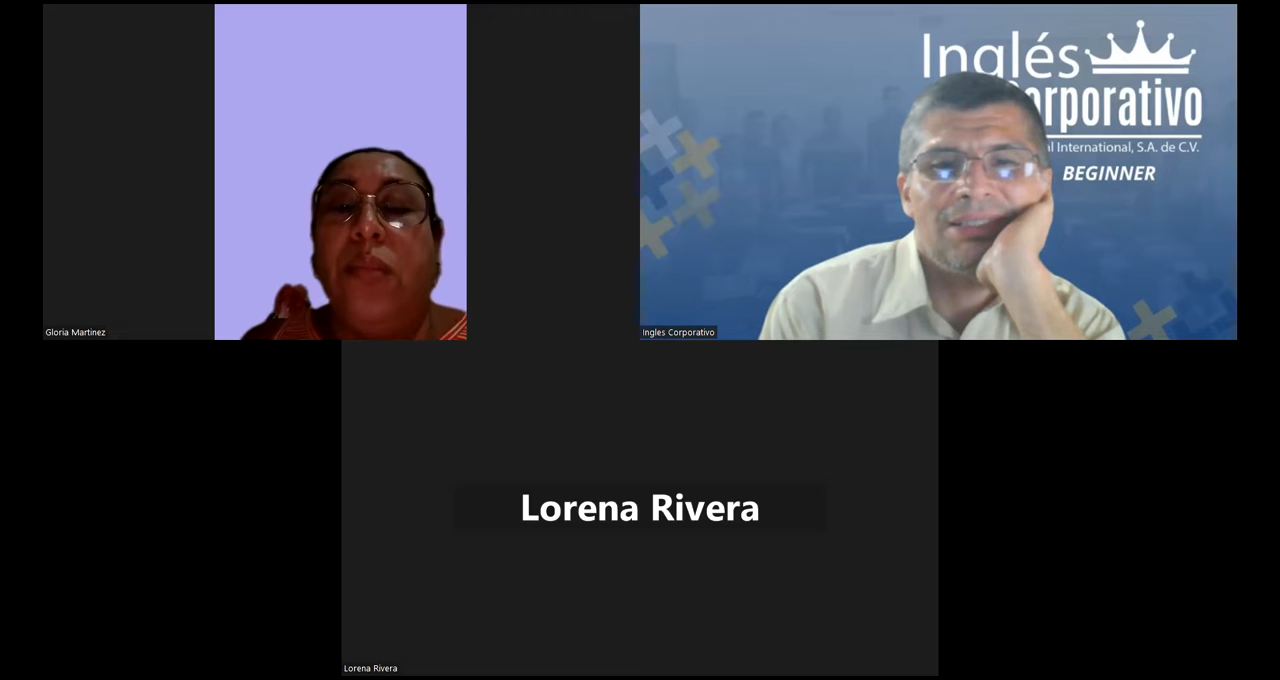 Inglés
orporativo
al International, S.A. de C.V.
BEGINNER
Gloria Martinez
Ingles Corporativo
Lorena Rivera
Lorena Rivera